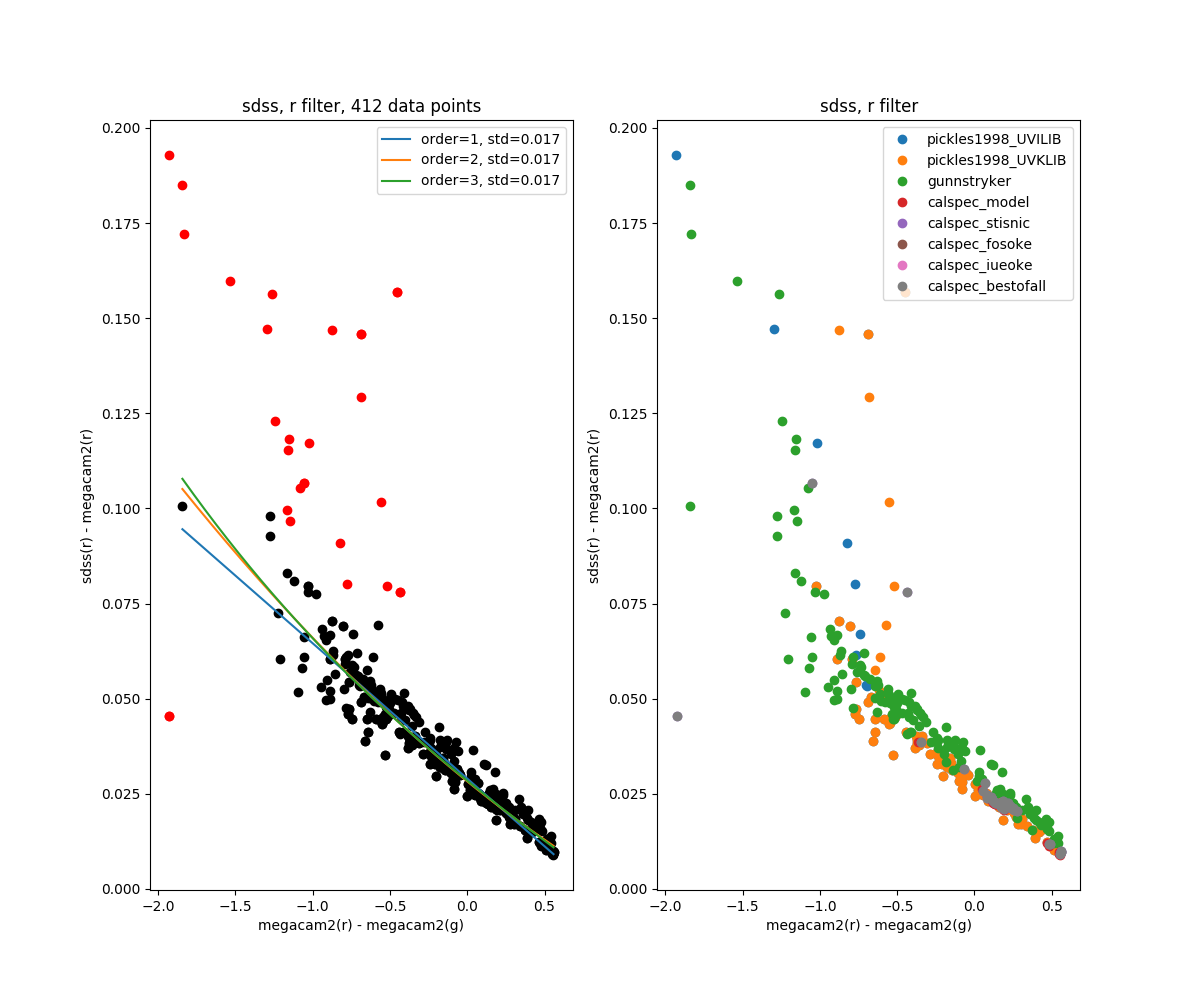 sdss, r filter, 412 data points
order=1, std=0.017
order=2, std=0.017
order=3, std=0.017
0.200
0.175
0.150
0.125
0.100
0.075
0.050
0.025
0.000
sdss(r) - megacam2(r)
−2.0 −1.5 −1.0 −0.5 0.0 0.5
megacam2(r) - megacam2(g)
sdss, r filter
pickles1998_UVILIB
pickles1998_UVKLIB
gunnstryker
calspec_model
calspec_stisnic
calspec_fosoke
calspec_iueoke
calspec_bestofall
0.200
0.175
0.150
0.125
0.100
0.075
0.050
0.025
0.000
sdss(r) - megacam2(r)
−2.0 −1.5 −1.0 −0.5 0.0 0.5
megacam2(r) - megacam2(g)